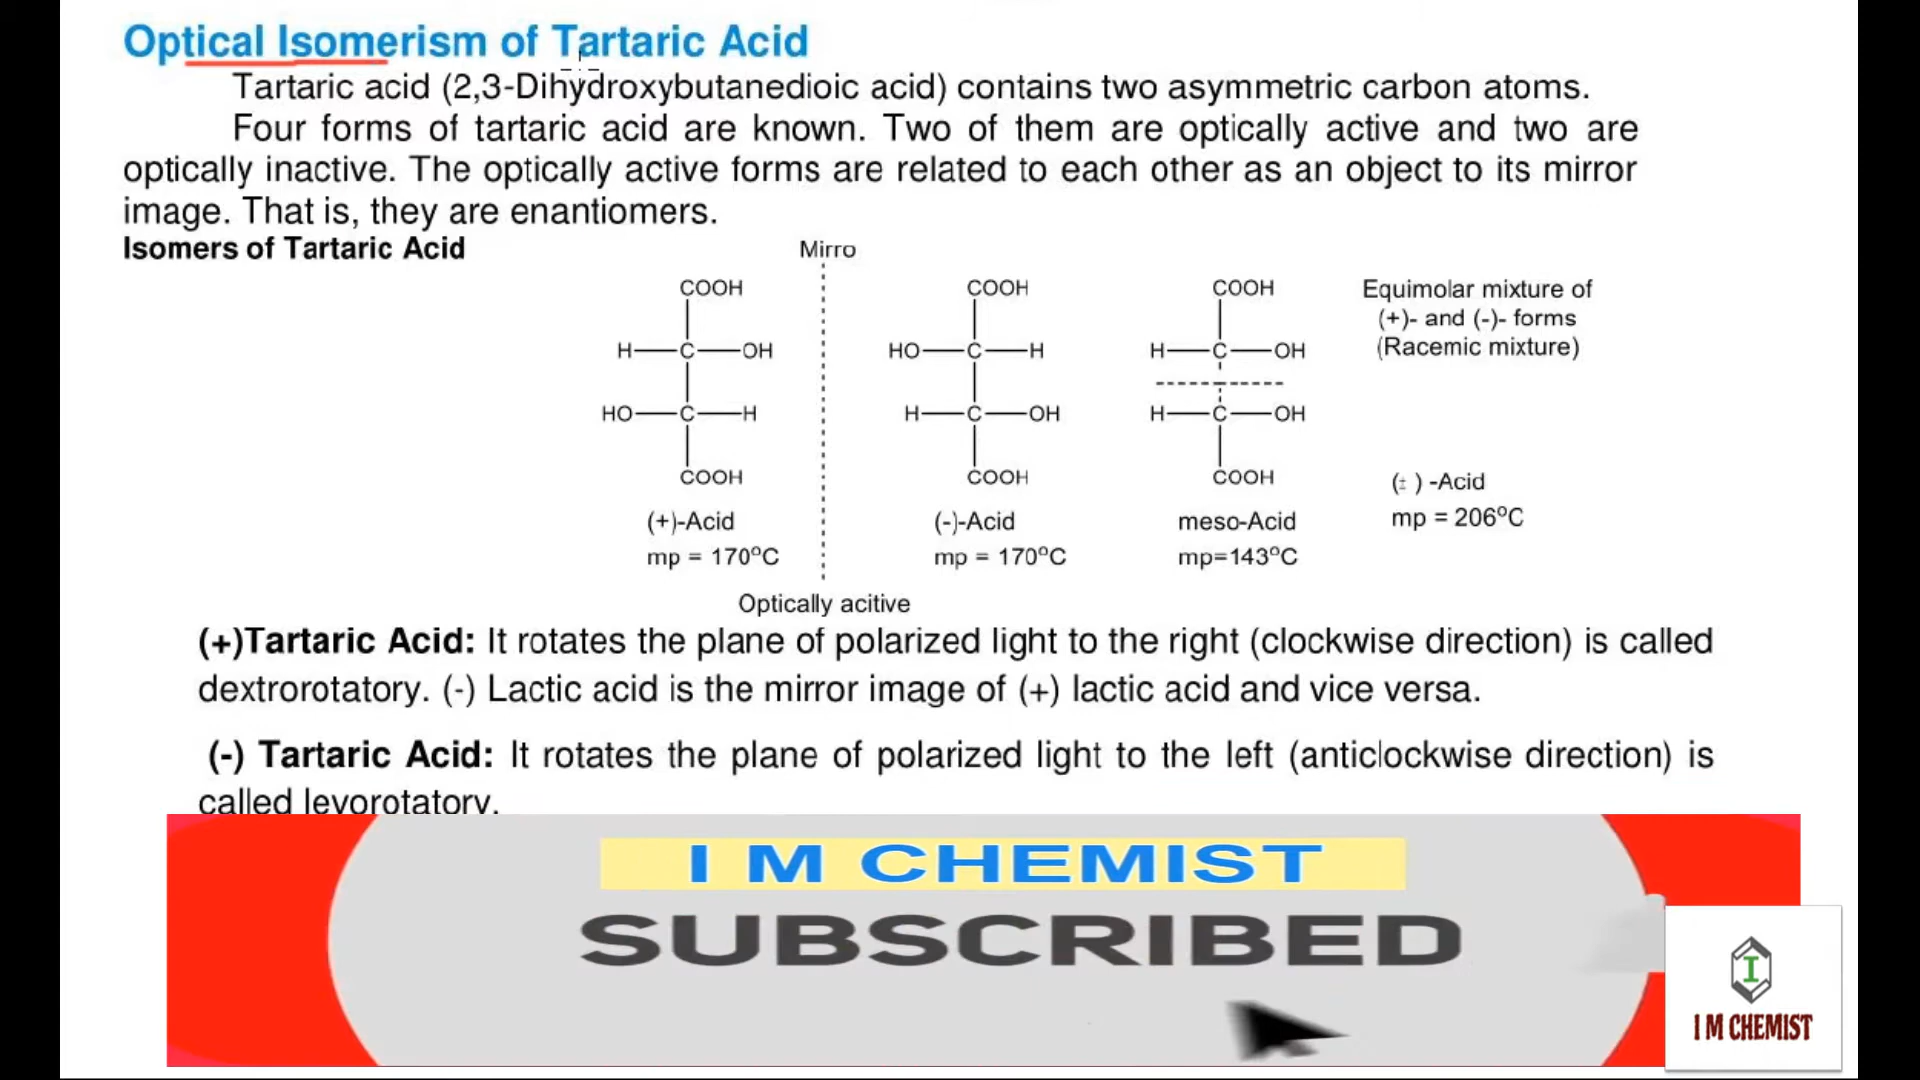 Optical Isomerism of Tartaric Acid
Tartaric acid (2,3-Dihydroxybutanedioic acid) contains two asymmetric carbon atoms.
Four forms of tartaric acid are known. Two of them are optically active and two are
optically inactive. The optically active forms are related to each other as an object to its mirror
image. That is, they are enantiomers.
Isomers of Tartaric Acid
Mirro
COOH COOH COOH Equimolar mixture of
(+)- and (-)- forms
H—C—OH HO—C—H H—C—OH (Racemic mixture)
HO—C—H H—C—OH H—C—OH
COOH COOH COOH (±) -Acid
(+)-Acid (-)-Acid meso-Acid mp = 206°C
mp = 170°C mp = 170°C mp=143°C
Optically acitive
(+)Tartaric Acid: It rotates the plane of polarized light to the right (clockwise direction) is called
dextrorotatory. (-) Lactic acid is the mirror image of (+) lactic acid and vice versa.
(-) Tartaric Acid: It rotates the plane of polarized light to the left (anticlockwise direction) is
called levorotatory.
I M CHEMIST
SUBSCRIBED
I
I M CHEMIST